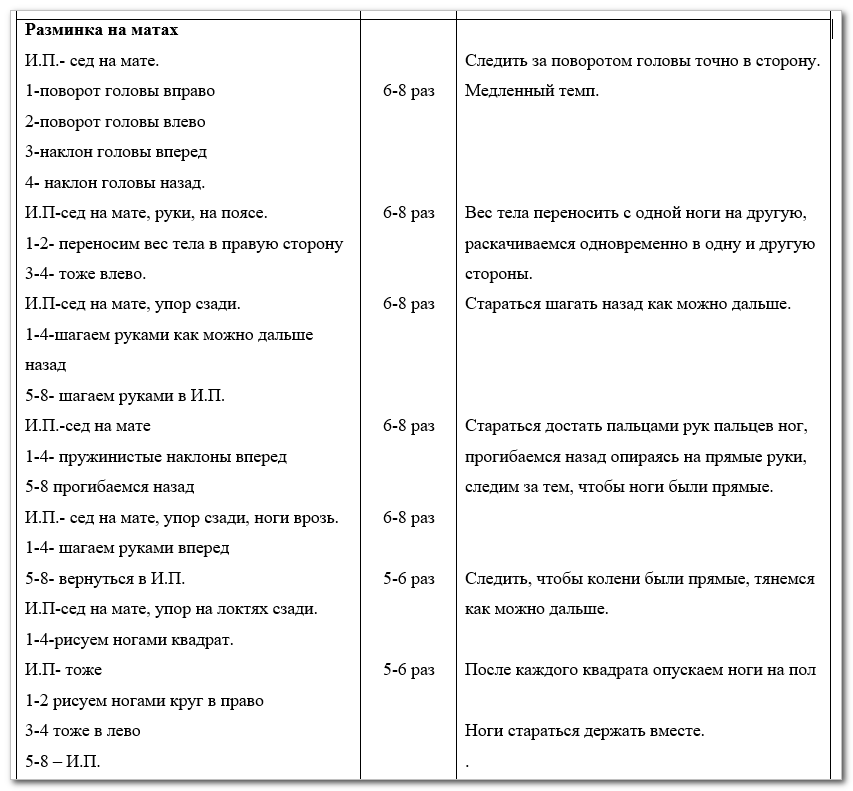 Разминка на матах
И.П.- сед на мате.
Следить за поворотом головы точно в сторону.
1-поворот головы вправо
6-8 раз
Медленный темп.
2-поворот головы влево
3-наклон головы вперед
4- наклон головы назад.
И.П-сед на мате, руки, на поясе.
6-8 раз
Вес тела переносить с одной ноги на другую,
1-2- переносим вес тела в правую сторону
раскачиваемся одновременно в одну и другую
3-4- тоже влево.
стороны.
И.П-сед на мате, упор сзади.
6-8 раз
Стараться шагать назад как можно дальше.
1-4-шагаем руками как можно дальше
назад
5-8- шагаем руками в И.П.
И.П.-сед на мате
6-8 раз
Стараться достать пальцами рук пальцев ног,
1-4- пружинистые наклоны вперед
прогибаемся назад опираясь на прямые руки,
5-8 прогибаемся назад
следим за тем, чтобы ноги были прямые.
И.П.- сед на мате, упор сзади, ноги врозь.
6-8 раз
1-4- шагаем руками вперед
5-8- вернуться в И.П.
5-6 раз
Следить, чтобы колени были прямые, тянемся
И.П-сед на мате, упор на локтях сзади.
как можно дальше.
1-4-рисуем ногами квадрат.
И.П- тоже
5-6 раз
После каждого квадрата опускаем ноги на пол
1-2 рисуем ногами круг в право
3-4 тоже в лево
Ноги стараться держать вместе.
5-8 – И.П.
.